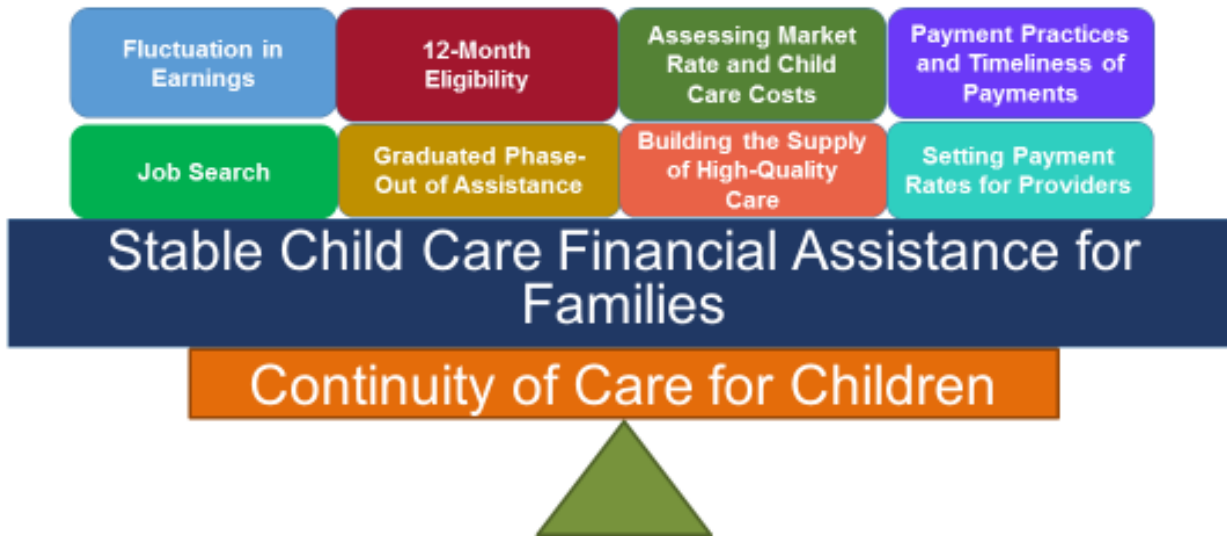 Fluctuation in
Earnings
12-Month
Eligibility
Assessing Market
Rate and Child
Care Costs
Payment Practices
and Timeliness of
Payments
Job Search
Graduated Phase-
Out of Assistance
Building the Supply
of High-Quality
Care
Setting Payment
Rates for Providers
Stable Child Care Financial Assistance for
Families
Continuity of Care for Children